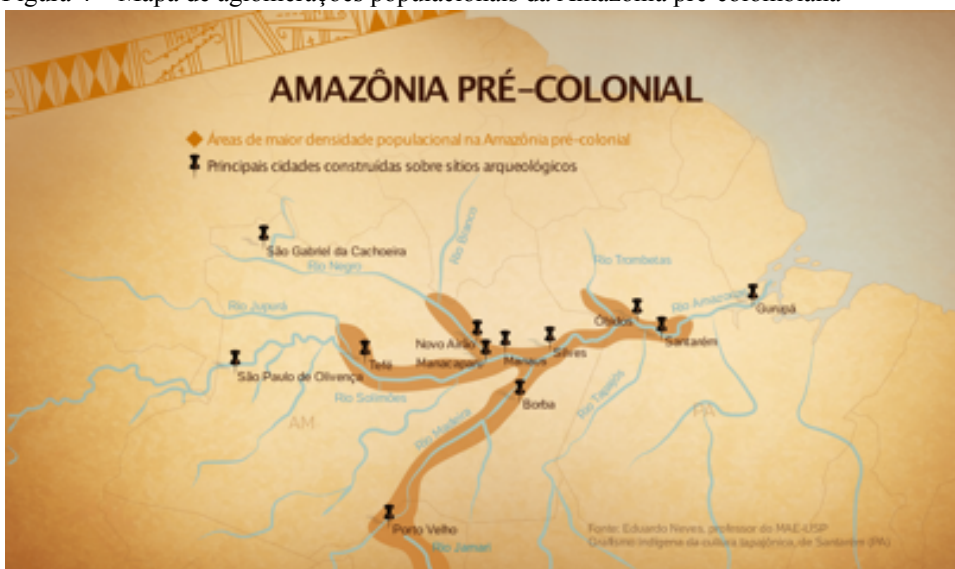 Figura 4 – Mapa de aglomerações populacionais da Amazônia pré-colombiana
AMAZÔNIA PRÉ-COLONIAL
Áreas de maior densidade populacional na Amazônia pré-colonial
Principais cidades construídas sobre sítios arqueológicos
São Gabriel da Cachoeira
Rio Negro
Rio Branco
Rio Trombetas
Rio Japurá
Rio Amazonas
Gurupá
Óbidos
Santarém
Novo Airão
Manacapuru
Manaus
Silves
Tefé
São Paulo de Olivença
Rio Solimões
Borba
Rio Tapajós
AM
PA
Rio Madeira
Porto Velho
Rio Jamari
Fonte: Eduardo Neves, professor do MAE-USP
Grafismo indígena da cultura tapajônica, de Santarém (PA)